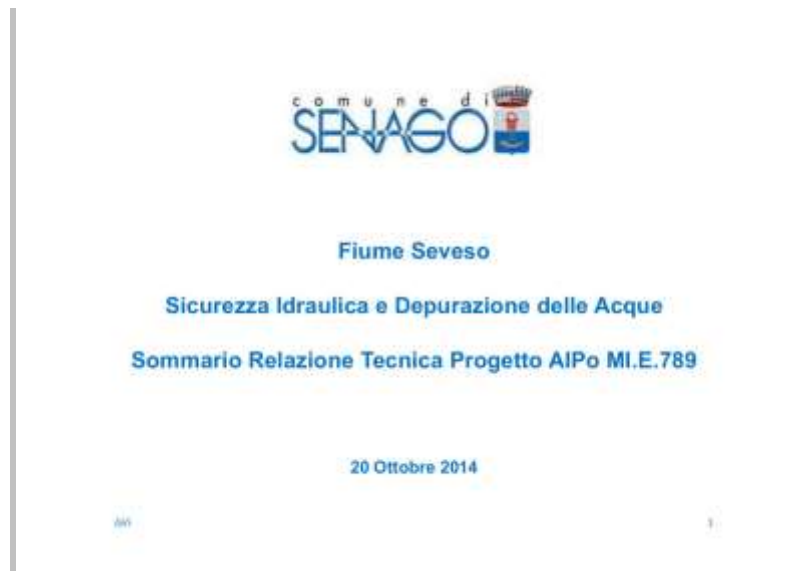 comune di
SENAGO
Fiume Seveso
Sicurezza Idraulica e Depurazione delle Acque
Sommario Relazione Tecnica Progetto AIPo MI.E.789
20 Ottobre 2014
1